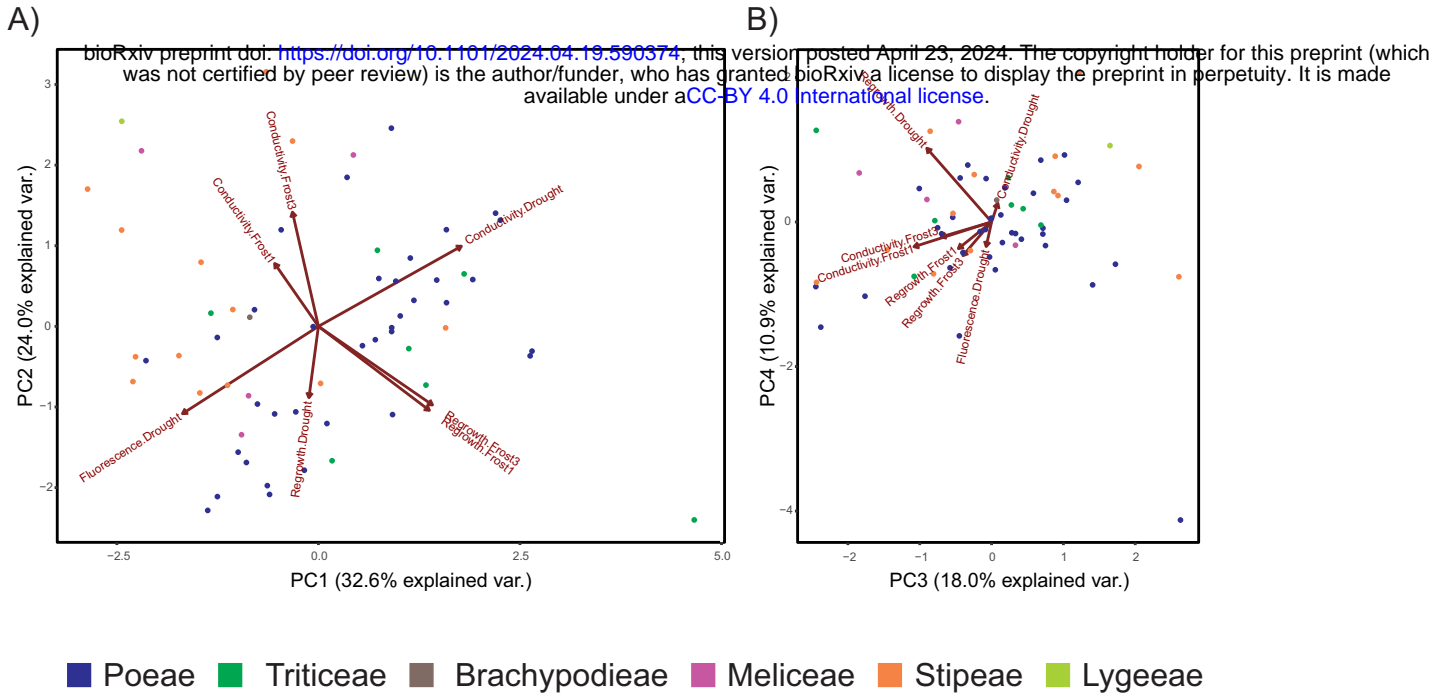 A)
B)
bioRxiv preprint doi: https://doi.org/10.1101/2024.04.19.590374; this version posted April 23, 2024. The copyright holder for this preprint (which
was not certified by peer review) is the author/funder, who has granted bioRxiv a license to display the preprint in perpetuity. It is made
available under aCC-BY 4.0 International license.
3
2
1
0
−1
−2
PC2 (24.0% explained var.)
Conductivity.Frost3
Conductivity.Frost1
Conductivity.Drought
Fluorescence.Drought
Regrowth.Drought
Regrowth.Frost3
Regrowth.Frost1
−2.5
0.0
2.5
5.0
PC1 (32.6% explained var.)
2
0
−2
−4
PC4 (10.9% explained var.)
Regrowth.Drought
Conductivity.Drought
Conductivity.Frost3
Conductivity.Frost1
Regrowth.Frost1
Regrowth.Frost3
Fluorescence.Drought
−2
−1
0
1
2
PC3 (18.0% explained var.)
Poeae
Triticeae
Brachypodieae
Meliceae
Stipeae
Lygeeae